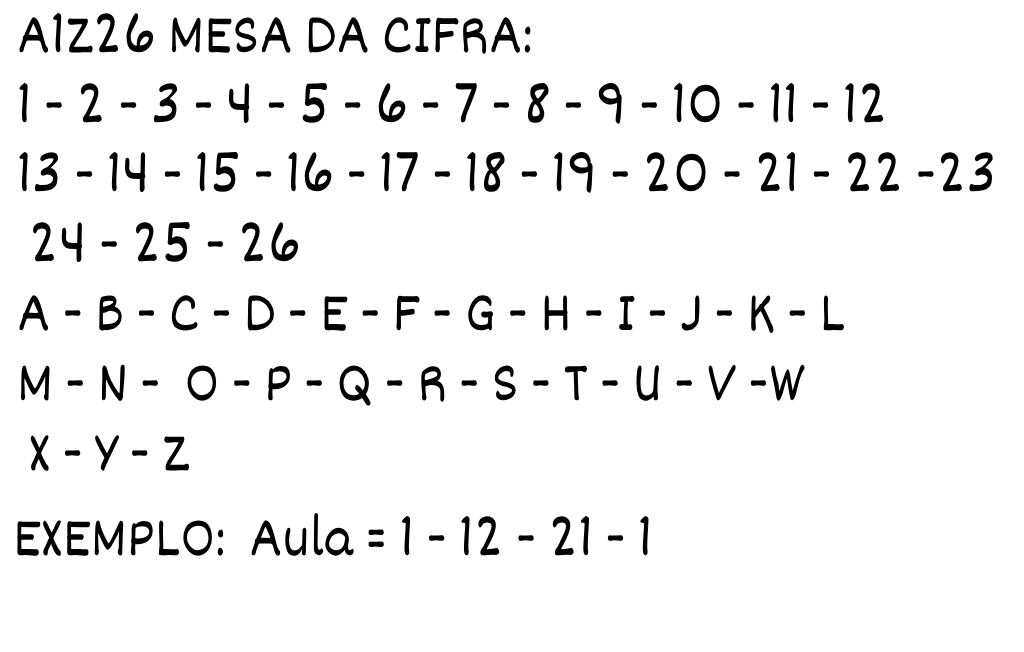 A1Z26 MESA DA CIFRA:
1 - 2 - 3 - 4 - 5 - 6 - 7 - 8 - 9 - 10 - 11 - 12
13 - 14 - 15 - 16 - 17 - 18 - 19 - 20 - 21 - 22 -23
24 - 25 - 26
A - B - C - D - E - F - G - H - I - J - K - L
M - N - O - P - Q - R - S - T - U - V -W
X - Y - Z
EXEMPLO: Aula = 1 - 12 - 21 - 1